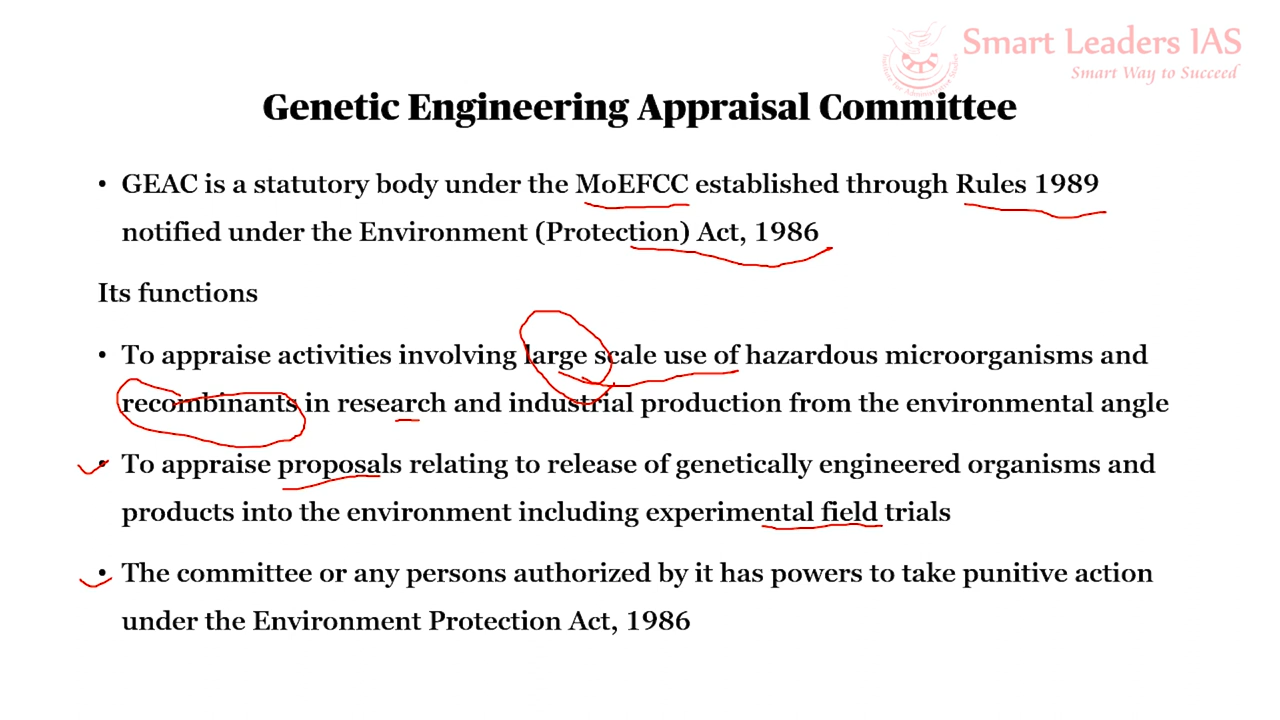 Smart Leaders IAS
Smart Way to Succeed
Genetic Engineering Appraisal Committee
• GEAC is a statutory body under the MoEFCC established through Rules 1989
notified under the Environment (Protection) Act, 1986
Its functions
• To appraise activities involving large scale use of hazardous microorganisms and
recombinants in research and industrial production from the environmental angle
• To appraise proposals relating to release of genetically engineered organisms and
products into the environment including experimental field trials
• The committee or any persons authorized by it has powers to take punitive action
under the Environment Protection Act, 1986